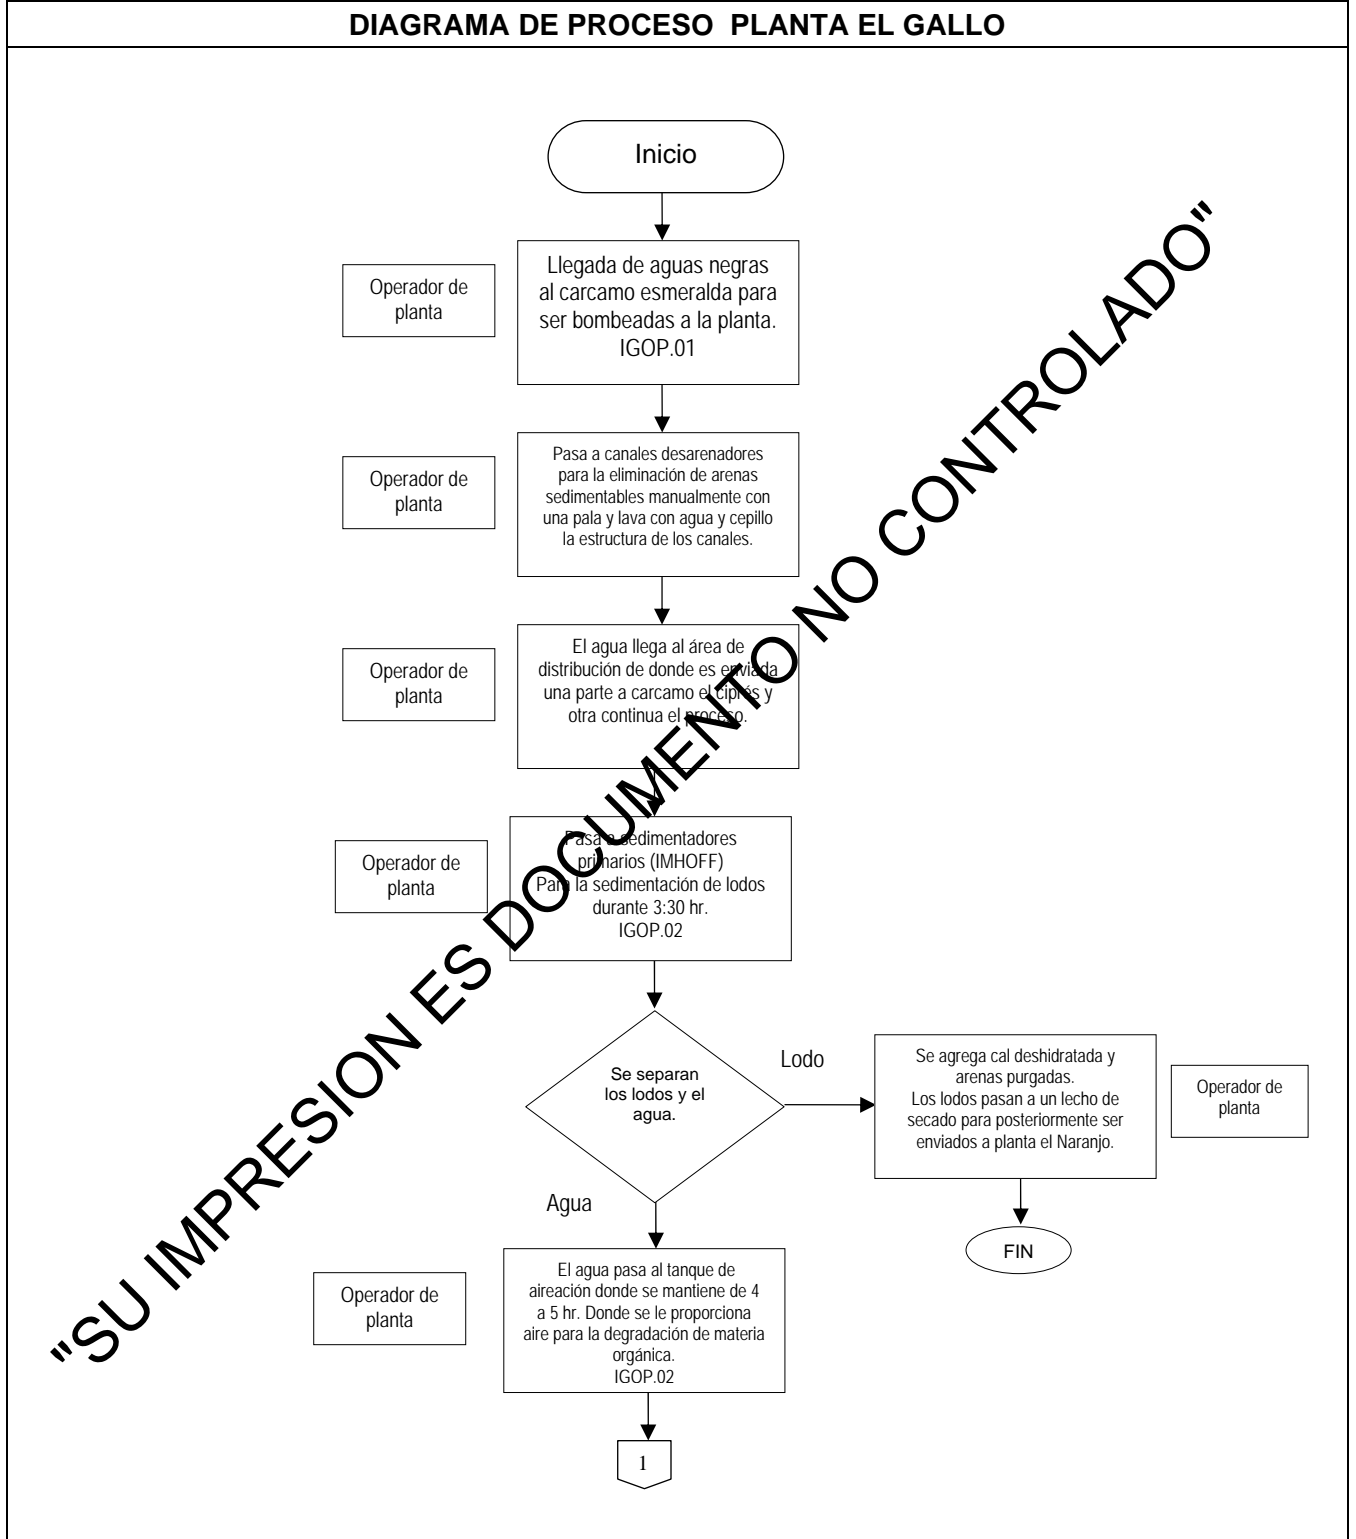 DIAGRAMA DE PROCESO PLANTA EL GALLO
Inicio
Operador de
planta
Llegada de aguas negras
al carcamo esmeralda para
ser bombeadas a la planta.
IGOP.01
Operador de
planta
Pasa a canales desarenadores
para la eliminación de arenas
sedimentables manualmente con
una pala y lava con agua y cepillo
la estructura de los canales.
Operador de
planta
El agua llega al área de
distribución de donde es enviada
una parte a carcamo el ciprés y
otra continua el proceso.
Operador de
planta
Pasa a sedimentadores
primarios (IMHOFF)
Para la sedimentación de lodos
durante 3:30 hr.
IGOP.02
Se separan
los lodos y el
agua.
Lodo
Se agrega cal deshidratada y
arenas purgadas.
Los lodos pasan a un lecho de
secado para posteriormente ser
enviados a planta el Naranjo.
Operador de
planta
FIN
Agua
Operador de
planta
El agua pasa al tanque de
aireación donde se mantiene de 4
a 5 hr. Donde se le proporciona
aire para la degradación de materia
orgánica.
IGOP.02
1
"SU IMPRESION ES DOCUMENTO NO CONTROLADO"